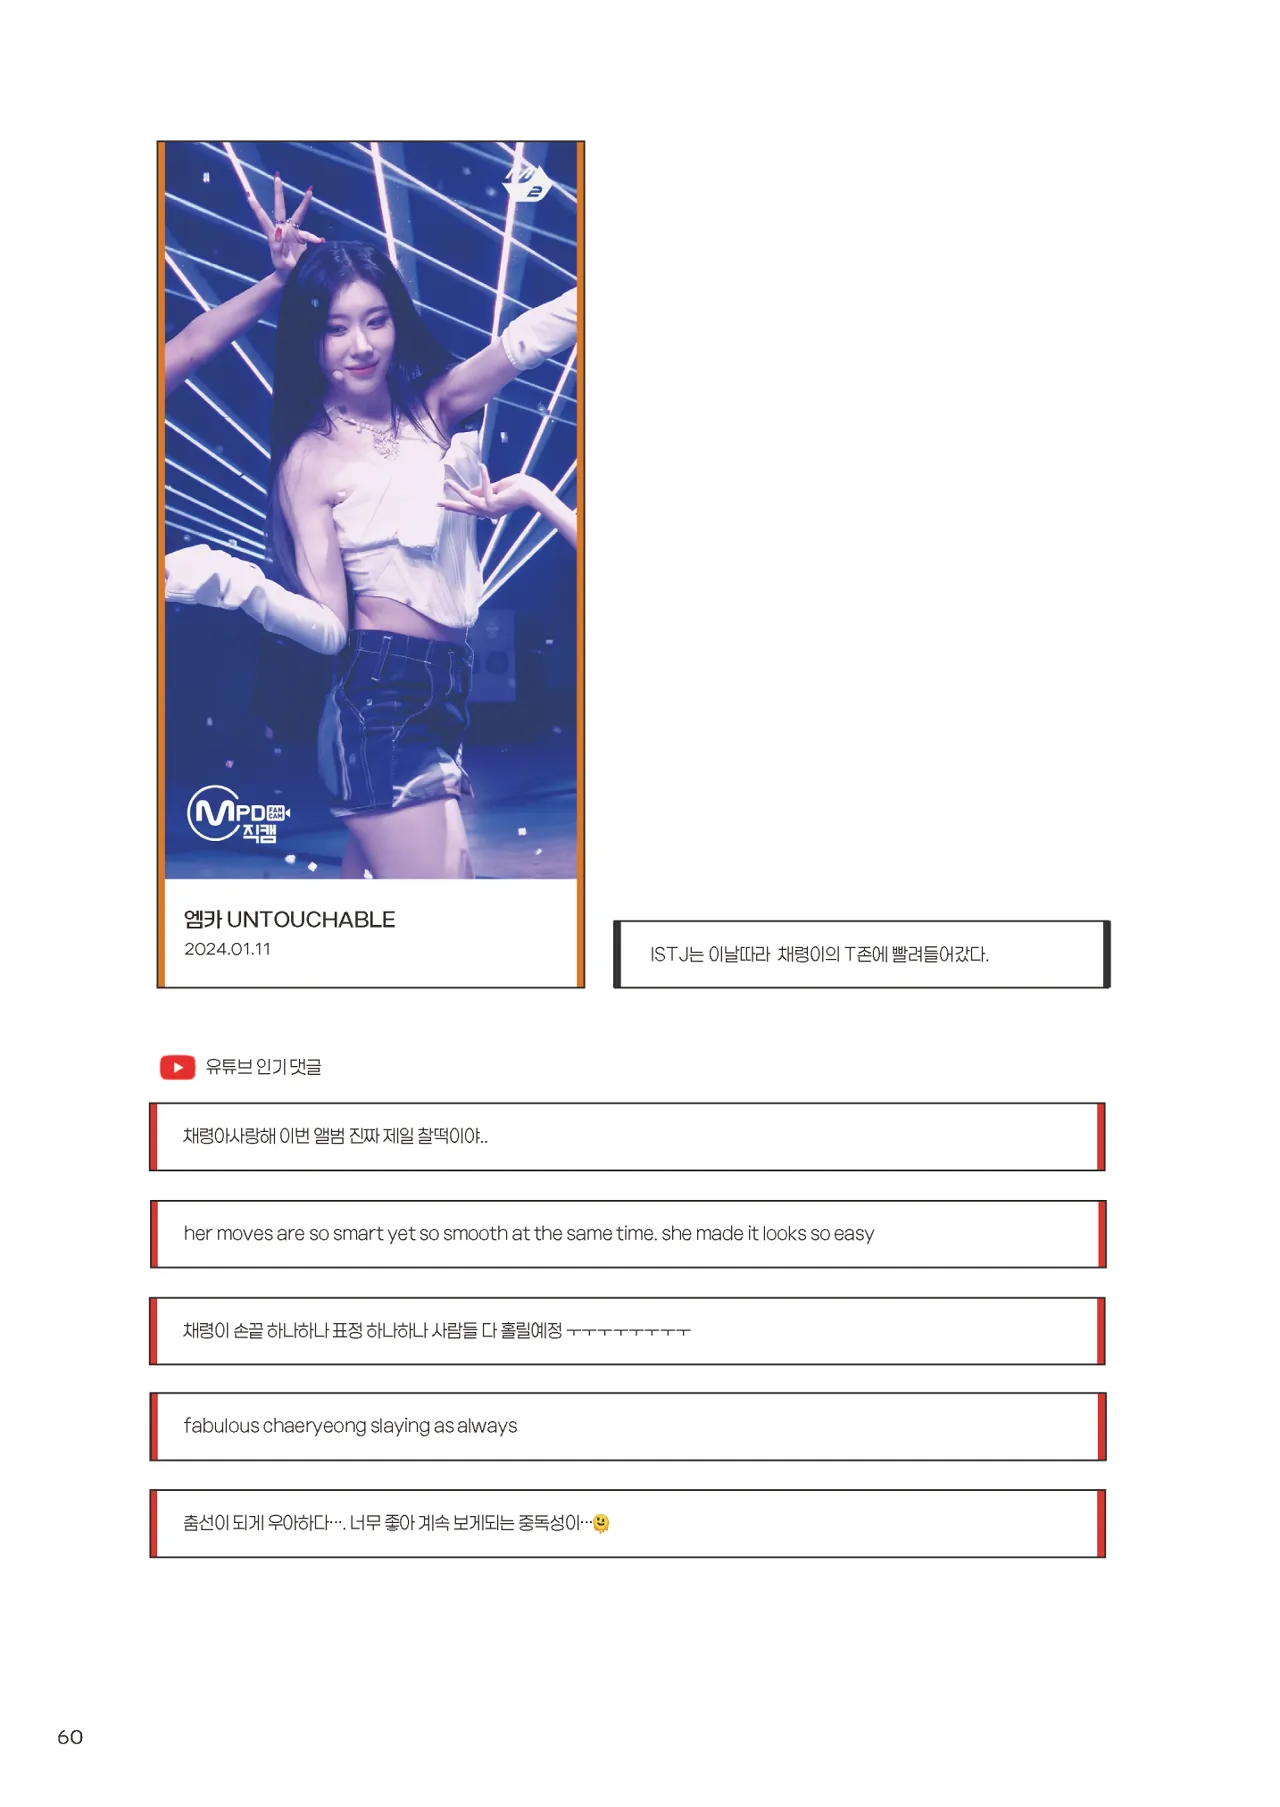 M2
MPD FAN CAM
직캠
엠카 UNTOUCHABLE
2024.01.11
ISTJ는 이날따라 채령이의 T존에 빨려들어갔다.
유튜브 인기 댓글
채령아사랑해 이번 앨범 진짜 제일 찰떡이야..
her moves are so smart yet so smooth at the same time. she made it looks so easy
채령이 손끝 하나하나 표정 하나하나 사람들 다 홀릴예정 ㅜㅜㅜㅜㅜㅜㅜㅜ
fabulous chaeryeong slaying as always
춤선이 되게 우아하다…. 너무 좋아 계속 보게되는 중독성이…🫠
60